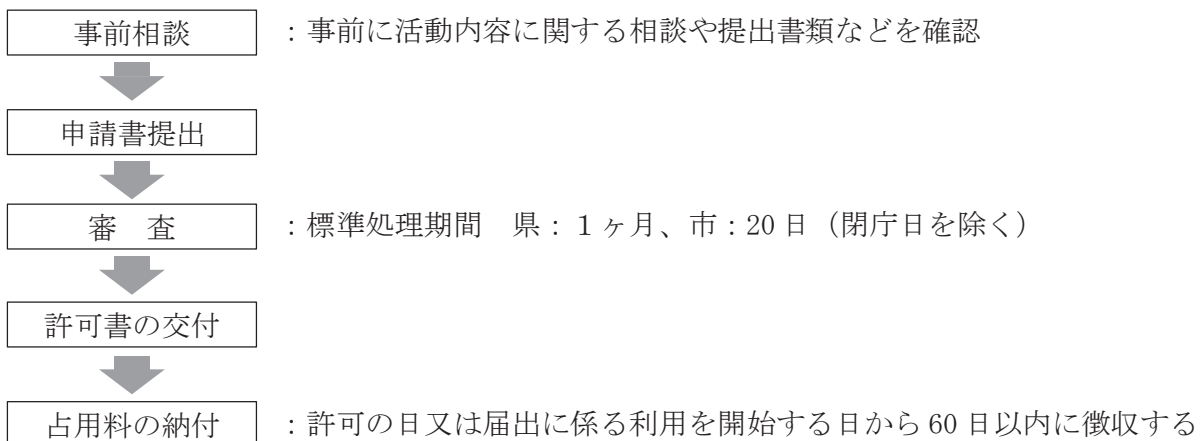 事前相談 ：事前に活動内容に関する相談や提出書類などを確認
申請書提出
審　査 ：標準処理期間　県：１ヶ月、市：20日（閉庁日を除く）
許可書の交付
占用料の納付 ：許可の日又は届出に係る利用を開始する日から60日以内に徴収する